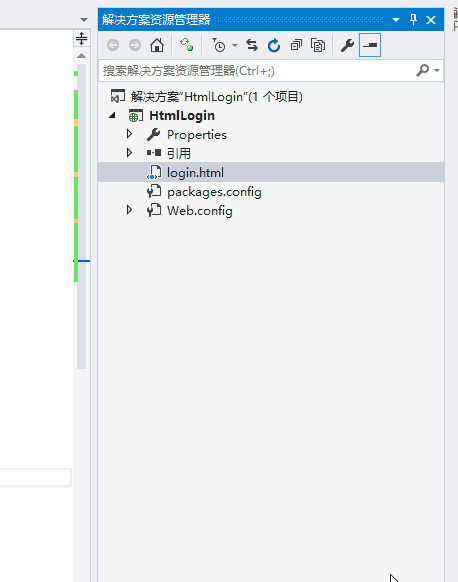 解决方案资源管理器
搜索解决方案资源管理器(Ctrl+;)
解决方案"HtmlLogin"(1 个项目)
HtmlLogin
Properties
引用
login.html
packages.config
Web.config